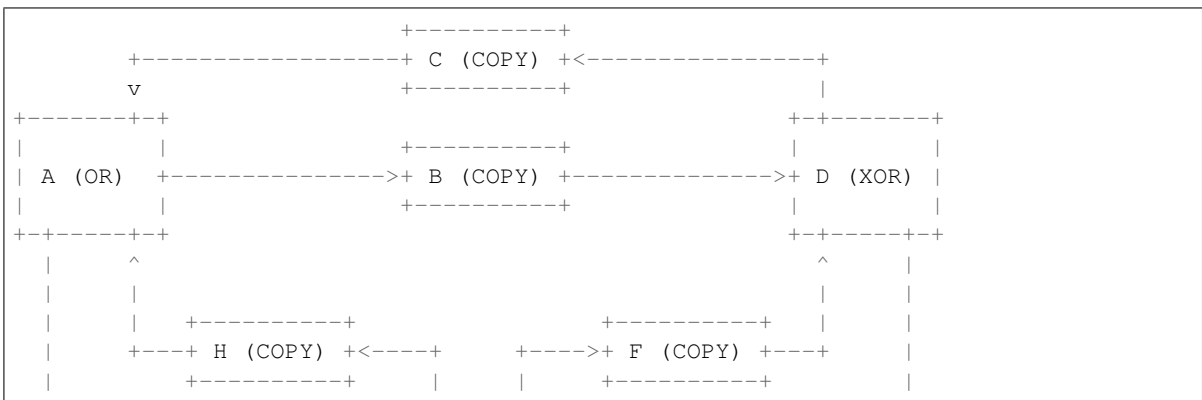 +----------+
        +-----------------+ C (COPY) +<---------------+
        v                 +----------+                |
+-------+-+                                         +-+-------+
|         |               +----------+              |         |
| A (OR)  +-------------->+ B (COPY) +------------->+ D (XOR) |
|         |               +----------+              |         |
+-+-----+-+                                         +-+-----+-+
  |     ^                                             ^     |
  |     |                                             |     |
  |     |   +----------+                +----------+  |     |
  |     +---+ H (COPY) +<----+     +---->+ F (COPY) +---+     |
  |         +----------+     |     |     +----------+         |